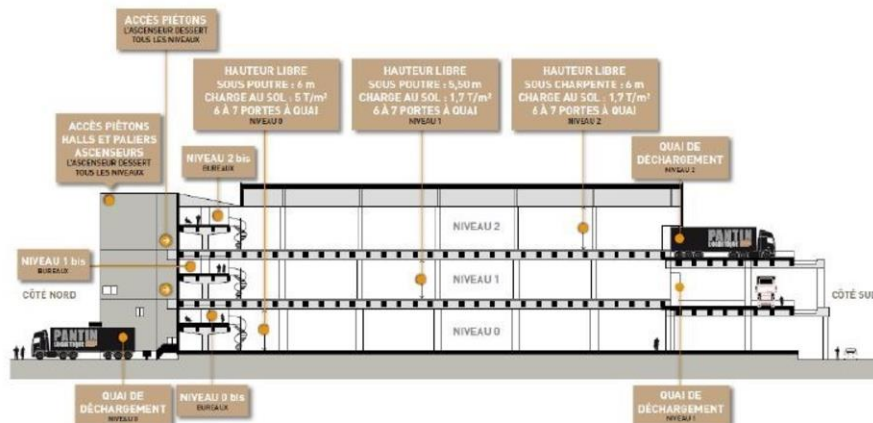 ACCÈS PIÉTONS
L'ASCENSEUR DESSERT
TOUS LES NIVEAUX
HAUTEUR LIBRE
SOUS POUTRE : 6 m
CHARGE AU SOL : 5 T/m²
6 À 7 PORTES À QUAI
NIVEAU 0
HAUTEUR LIBRE
SOUS POUTRE : 5,50 m
CHARGE AU SOL : 1,7 T/m²
6 À 7 PORTES À QUAI
NIVEAU 1
HAUTEUR LIBRE
SOUS CHARPENTE : 6 m
CHARGE AU SOL : 1,7 T/m²
6 À 7 PORTES À QUAI
NIVEAU 2
ACCÈS PIÉTONS
HALLS ET PALIERS
ASCENSEURS
L'ASCENSEUR DESSERT
TOUS LES NIVEAUX
NIVEAU 2 bis
BUREAUX
QUAI DE
DÉCHARGEMENT
NIVEAU 2
NIVEAU 2
PANTIN
LOGISTIQUE
NIVEAU 1 bis
BUREAUX
NIVEAU 1
CÔTÉ NORD
CÔTÉ SUD
PANTIN
LOGISTIQUE
NIVEAU 0
QUAI DE
DÉCHARGEMENT
NIVEAU 0
NIVEAU 0 bis
BUREAUX
QUAI DE
DÉCHARGEMENT
NIVEAU 1